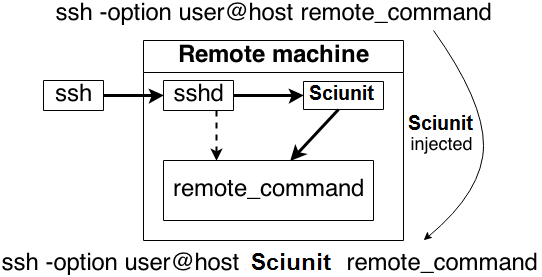 ssh -option user@host remote_command
Remote machine
ssh
sshd
Sciunit
Sciunit
injected
remote_command
ssh -option user@host Sciunit remote_command